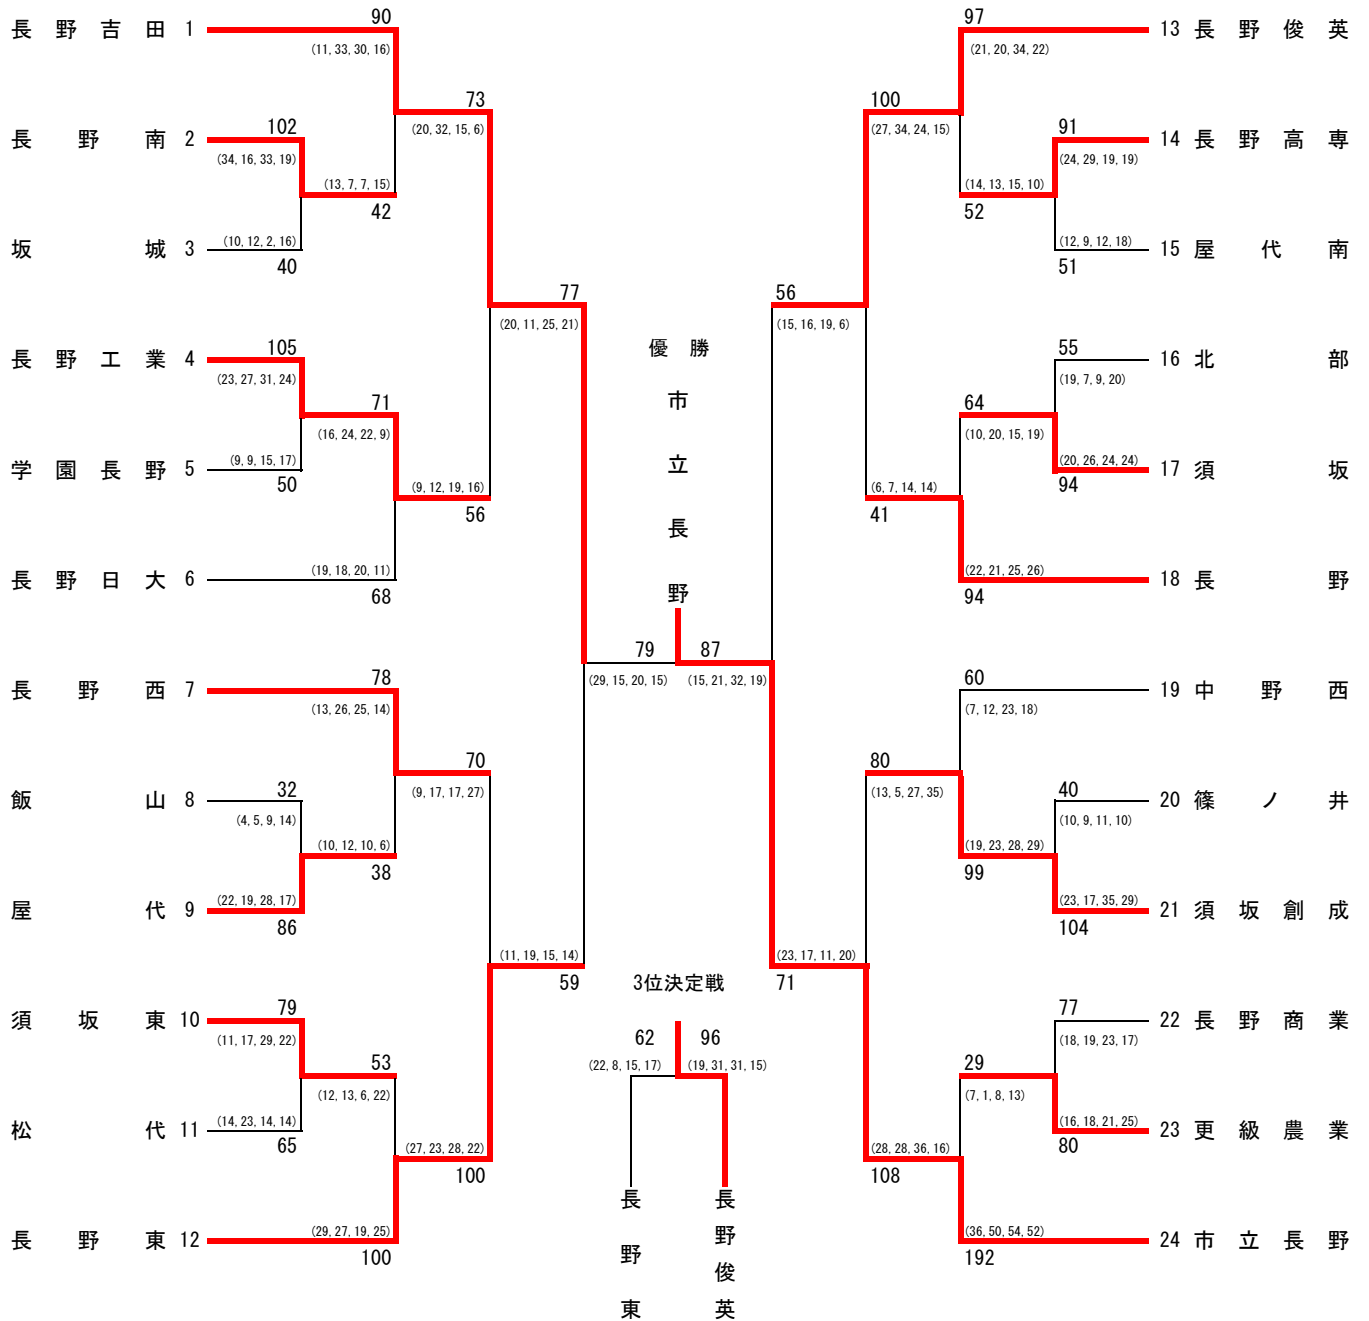 長野吉田 1
90
(11, 33, 30, 16)
長野南 2
102
(34, 16, 33, 19)
坂城 3
(10, 12, 2, 16)
40
(13, 7, 7, 15)
42
73
(20, 32, 15, 6)
長野工業 4
105
(23, 27, 31, 24)
学園長野 5
(9, 9, 15, 17)
50
71
(16, 24, 22, 9)
長野日大 6
(19, 18, 20, 11)
68
(9, 12, 19, 16)
56
77
(20, 11, 25, 21)
長野西 7
78
(13, 26, 25, 14)
飯山 8
32
(4, 5, 9, 14)
屋代 9
(22, 19, 28, 17)
86
(10, 12, 10, 6)
38
70
(9, 17, 17, 27)
須坂東 10
79
(11, 17, 29, 22)
松代 11
(14, 23, 14, 14)
65
53
(12, 13, 6, 22)
長野東 12
(29, 27, 19, 25)
100
(27, 23, 28, 22)
100
(11, 19, 15, 14)
59
優勝
市立長野
79
(29, 15, 20, 15)
87
(15, 21, 32, 19)
3位決定戦
62
(22, 8, 15, 17)
96
(19, 31, 31, 15)
長野東
長野俊英
97
(21, 20, 34, 22)
13 長野俊英
91
(24, 29, 19, 19)
14 長野高専
(12, 9, 12, 18)
51
15 屋代南
(14, 13, 15, 10)
52
100
(27, 34, 24, 15)
56
(15, 16, 19, 6)
55
(19, 7, 9, 20)
16 北部
(20, 26, 24, 24)
94
17 須坂
64
(10, 20, 15, 19)
(22, 21, 25, 26)
94
18 長野
(6, 7, 14, 14)
41
60
(7, 12, 23, 18)
19 中野西
40
(10, 9, 11, 10)
20 篠ノ井
(23, 17, 35, 29)
104
21 須坂創成
(19, 23, 28, 29)
99
80
(13, 5, 27, 35)
(23, 17, 11, 20)
71
77
(18, 19, 23, 17)
22 長野商業
(16, 18, 21, 25)
80
23 更級農業
29
(7, 1, 8, 13)
(36, 50, 54, 52)
192
24 市立長野
(28, 28, 36, 16)
108